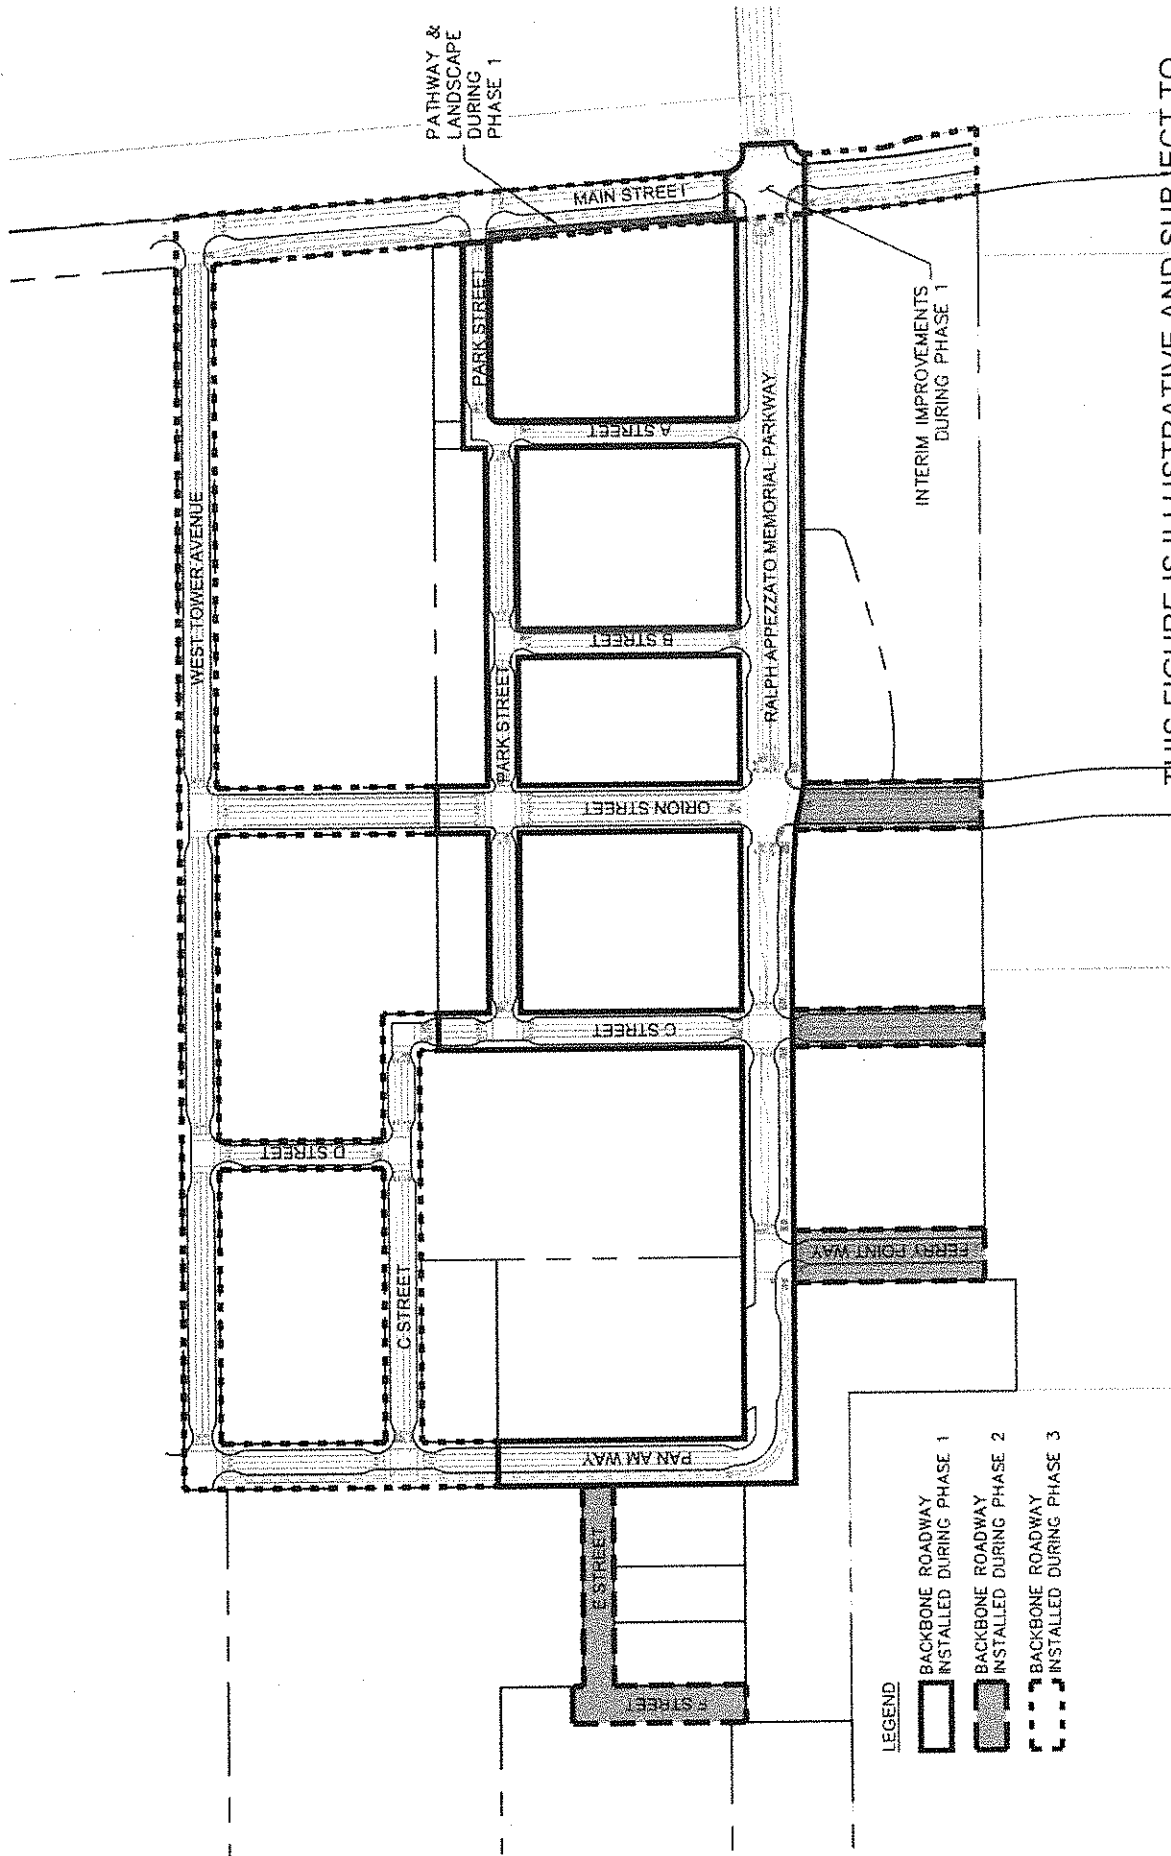 PATHWAY &
LANDSCAPE
DURING
PHASE 1
MAIN STREET
PARK STREET
WEST TOWER AVENUE
A STREET
RALPH APPEZZATO MEMORIAL PARKWAY
INTERIM IMPROVEMENTS
DURING PHASE 1
B STREET
PARK STREET
ORION STREET
C STREET
D STREET
C STREET
FERRY POINT WAY
PAN AM WAY
E STREET
F STREET
LEGEND
BACKBONE ROADWAY
INSTALLED DURING PHASE 1
BACKBONE ROADWAY
INSTALLED DURING PHASE 2
BACKBONE ROADWAY
INSTALLED DURING PHASE 3
THIS FIGURE IS ILLUSTRATIVE AND SUBJECT TO